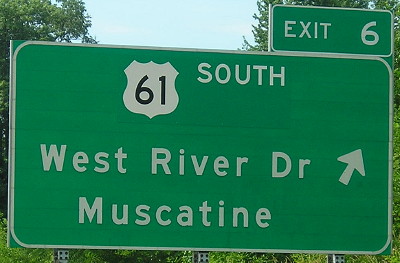 EXIT 6
61 SOUTH
West River Dr
Muscatine